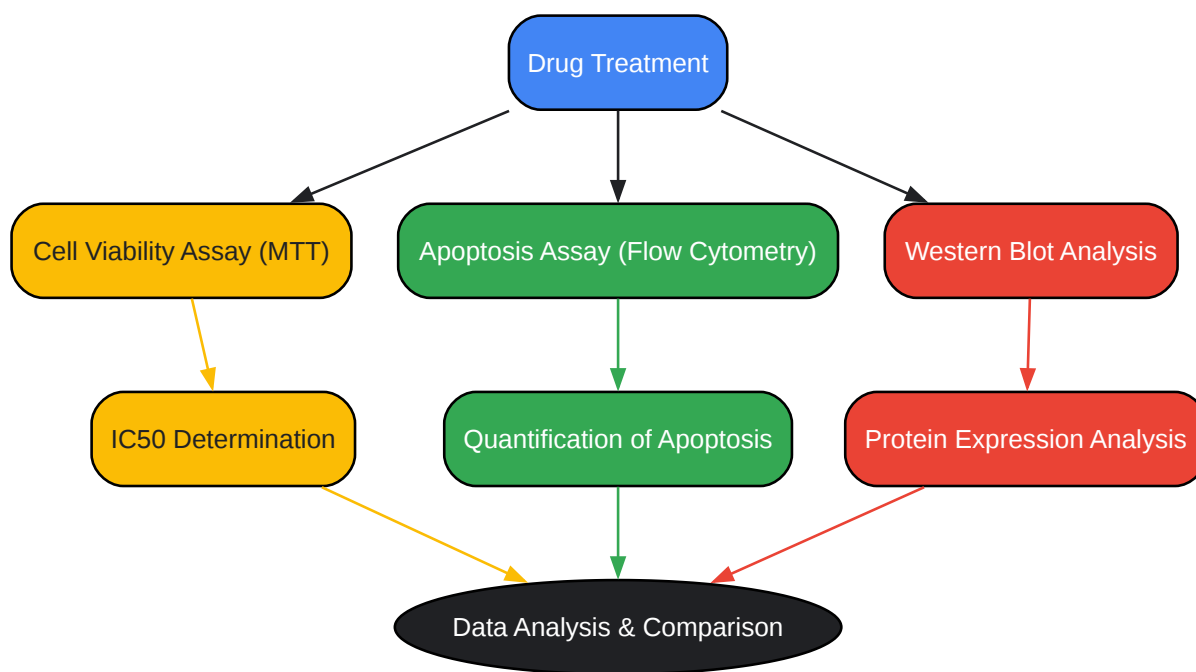 Drug Treatment
Cell Viability Assay (MTT)
Apoptosis Assay (Flow Cytometry)
Western Blot Analysis
IC50 Determination
Quantification of Apoptosis
Protein Expression Analysis
Data Analysis & Comparison